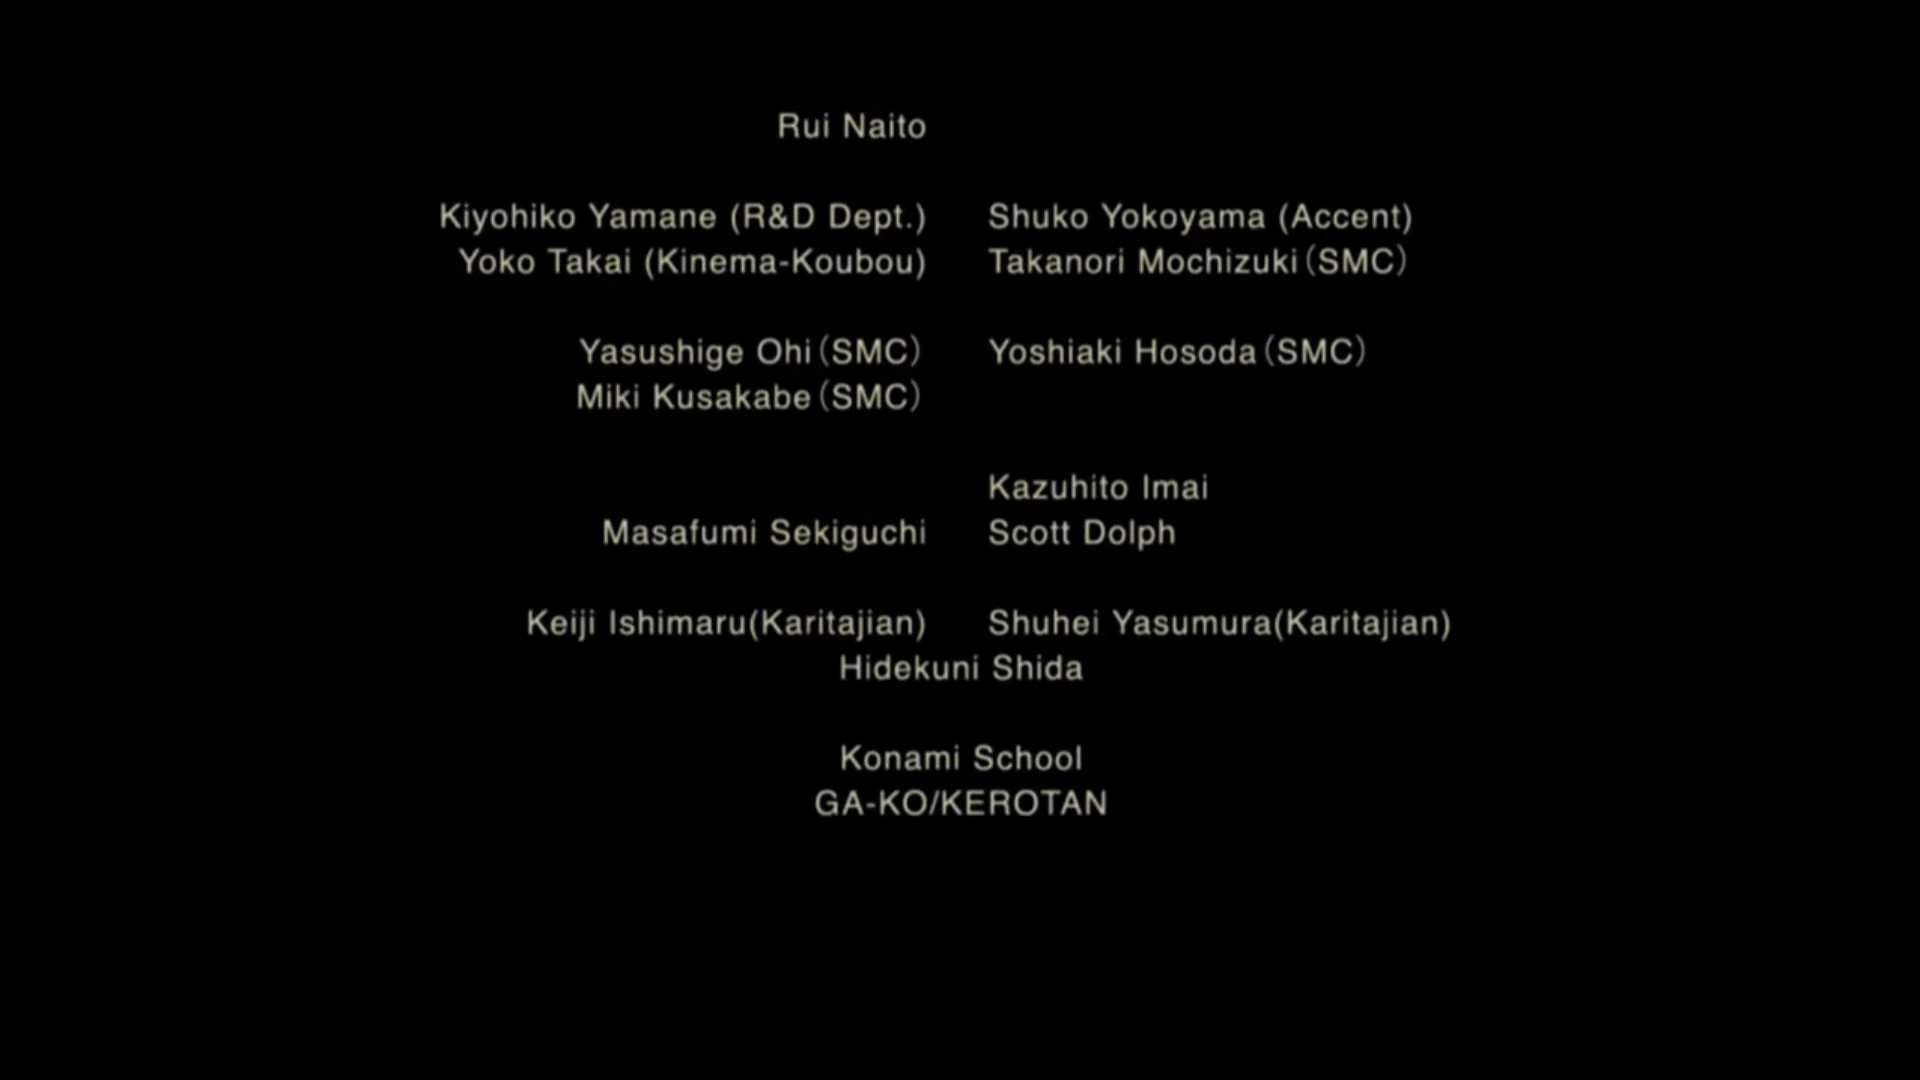 Rui Naito
Kiyohiko Yamane (R&D Dept.) Shuko Yokoyama (Accent)
Yoko Takai (Kinema-Koubou) Takanori Mochizuki(SMC)
Yasushige Ohi(SMC) Yoshiaki Hosoda(SMC)
Miki Kusakabe(SMC)
Kazuhito Imai
Masafumi Sekiguchi Scott Dolph
Keiji Ishimaru(Karitajian) Shuhei Yasumura(Karitajian)
Hidekuni Shida
Konami School
GA-KO/KEROTAN